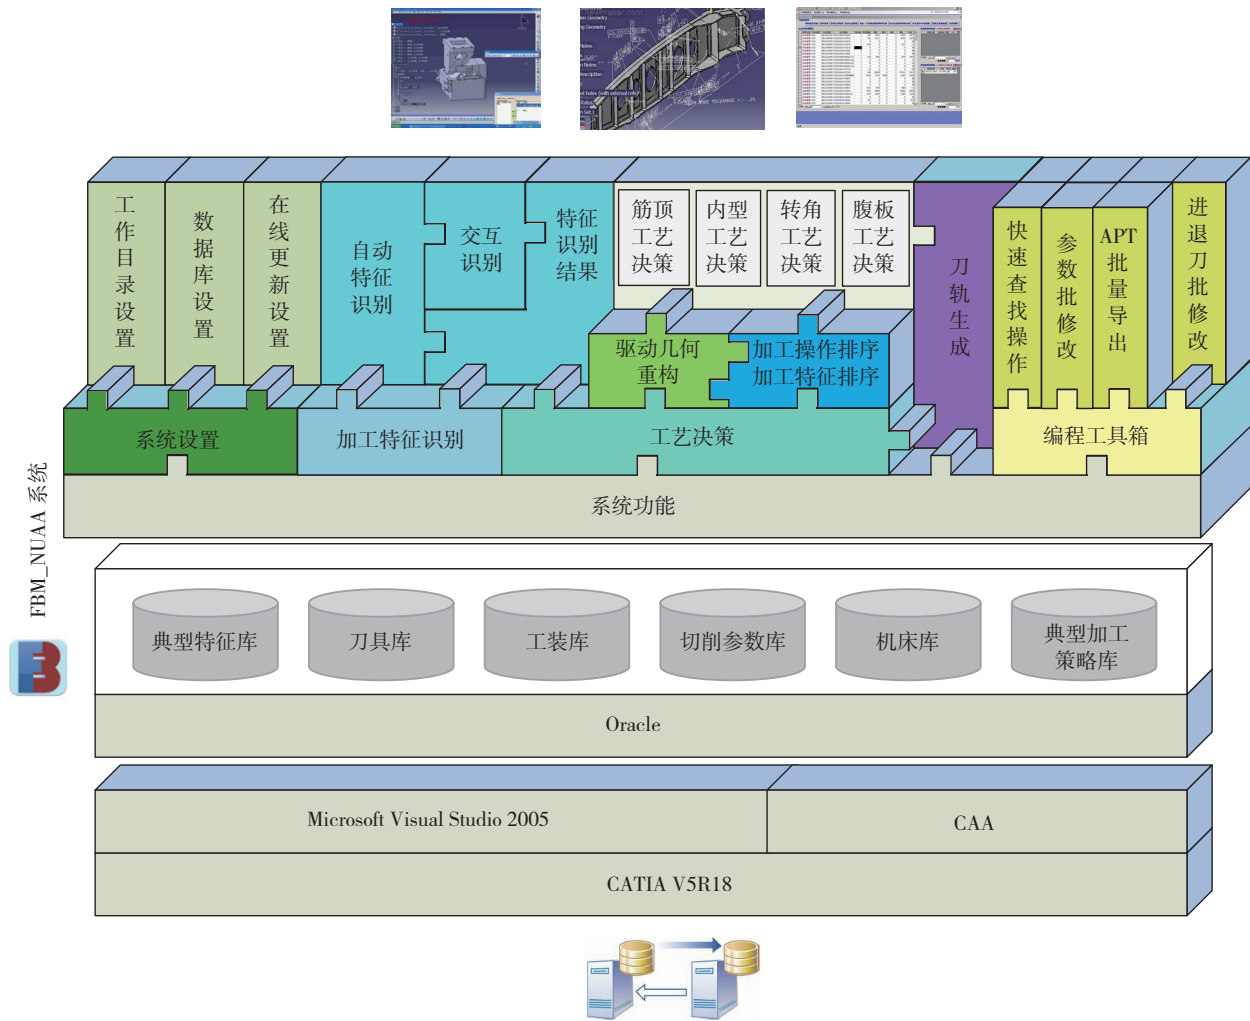 工作目录设置
数据库设置
在线更新设置
自动
特征
识别
交互
识别
特征
识别
结果
筋顶
工艺
决策
内型
工艺
决策
转角
工艺
决策
腹板
工艺
决策
刀轨生成
快速查找操作
参数批修改
APT
批量导出
进退刀批修改
驱动几何
重构
加工操作排序
加工特征排序
系统设置
加工特征识别
工艺决策
编程工具箱
系统功能
FBM_NUAA 系统
典型特征库
刀具库
工装库
切削参数库
机床库
典型加工
策略库
Oracle
Microsoft Visual Studio 2005
CAA
CATIA V5R18